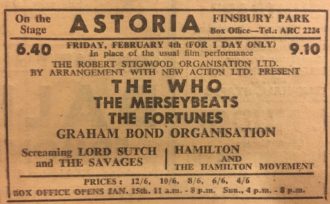 On the Stage
ASTORIA
FINSBURY PARK
Box Office—Tel.: ARC 2224
6.40
FRIDAY, FEBRUARY 4th (FOR 1 DAY ONLY)
9.10
In place of the usual film performance
THE ROBERT STIGWOOD ORGANISATION LTD.
BY ARRANGEMENT WITH NEW ACTION LTD. PRESENT
THE WHO
THE MERSEYBEATS
THE FORTUNES
GRAHAM BOND ORGANISATION
Screaming LORD SUTCH
and THE SAVAGES
HAMILTON
AND
THE HAMILTON MOVEMENT
PRICES : 12/6, 10/6, 8/6, 6/6, 4/6
BOX OFFICE OPENS JAN. 15th, 11 a.m. - 8 p.m. Sun., 4 p.m. - 8 p.m.